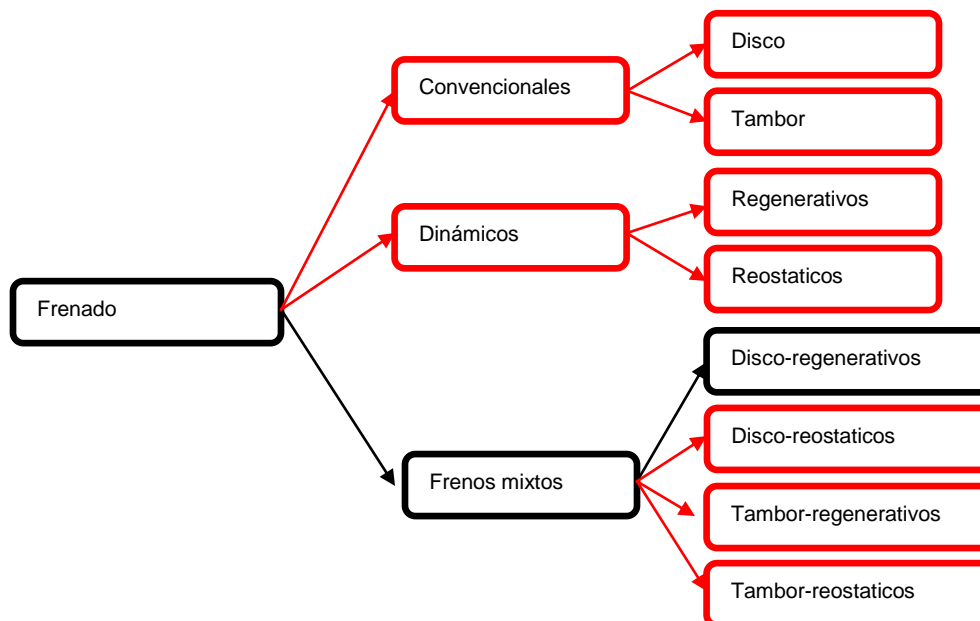 Disco
Convencionales
Tambor
Regenerativos
Dinámicos
Reostaticos
Frenado
Disco-regenerativos
Disco-reostaticos
Frenos mixtos
Tambor-regenerativos
Tambor-reostaticos